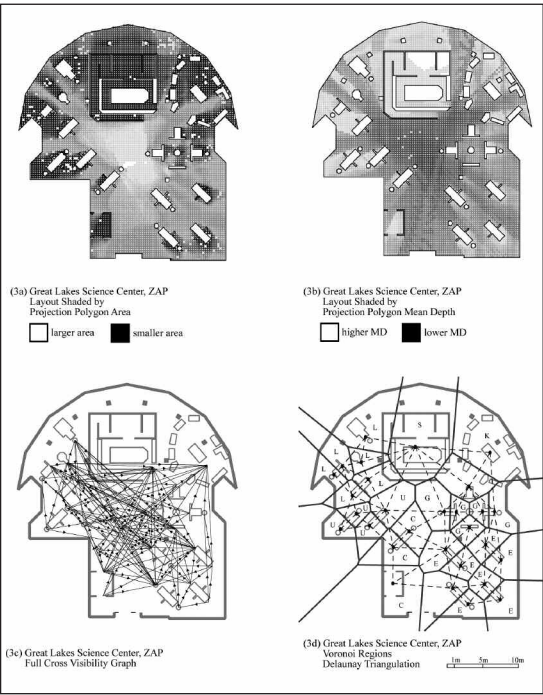 (3a) Great Lakes Science Center, ZAP
Layout Shaded by
Projection Polygon Area
larger area
smaller area
(3b) Great Lakes Science Center, ZAP
Layout Shaded by
Projection Polygon Mean Depth
higher MD
lower MD
S
L
K
L
L
L
L
U
G
U
U
C
G
E
C
E
E
C
E
E
E
(3c) Great Lakes Science Center, ZAP
Full Cross Visibility Graph
(3d) Great Lakes Science Center, ZAP
Voronoi Regions
Delaunay Triangulation
1m 5m 10m